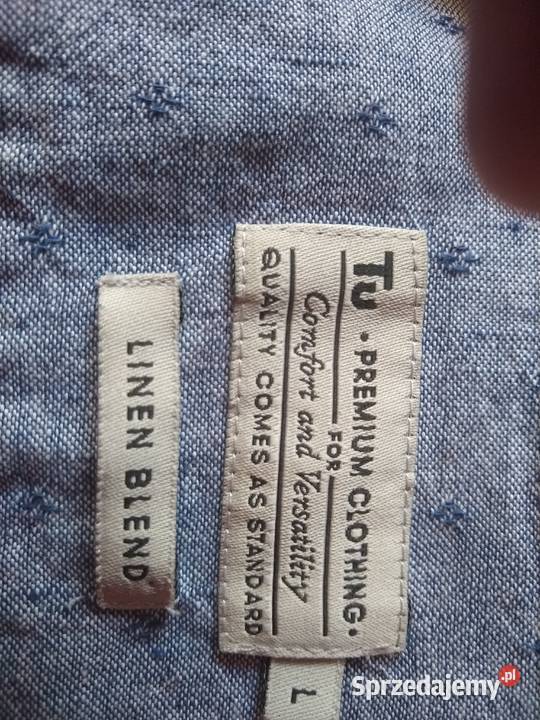 Tu • PREMIUM CLOTHING •
FOR
Comfort and Versatility
QUALITY COMES AS STANDARD
L
LINEN BLEND
Sprzedajemy.pl